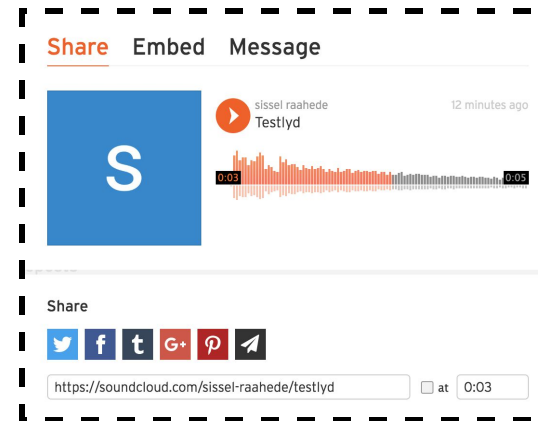 Share Embed Message
sissel raahede 12 minutes ago
Testlyd
S
0:03 0:05
Share
f t G+
https://soundcloud.com/sissel-raahede/testlyd at 0:03